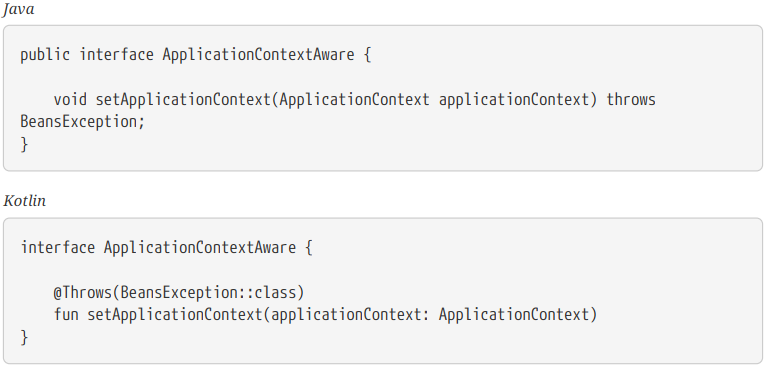 Java
public interface ApplicationContextAware {
    void setApplicationContext(ApplicationContext applicationContext) throws
BeansException;
}
Kotlin
interface ApplicationContextAware {
    @Throws(BeansException::class)
    fun setApplicationContext(applicationContext: ApplicationContext)
}